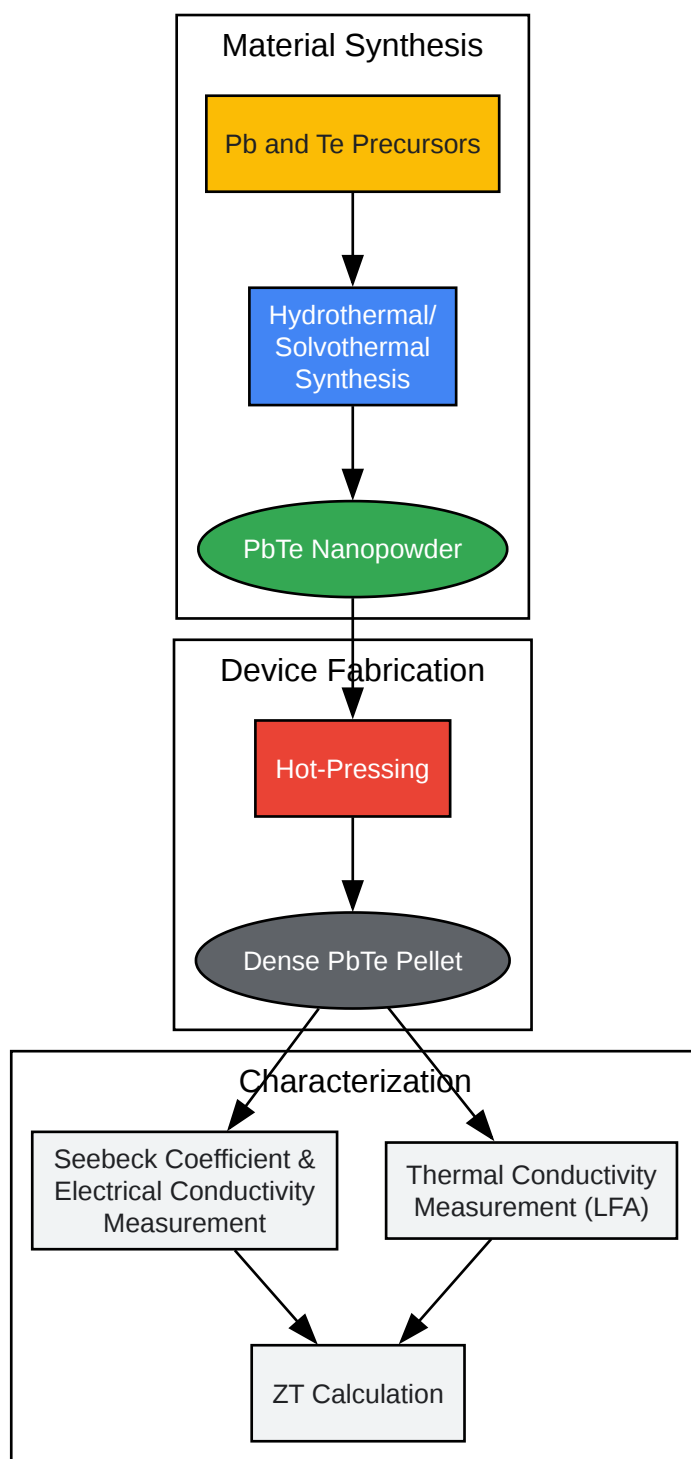 Material Synthesis
Pb and Te Precursors
Hydrothermal/
Solvothermal
Synthesis
PbTe Nanopowder
Device Fabrication
Hot-Pressing
Dense PbTe Pellet
Characterization
Seebeck Coefficient &
Electrical Conductivity
Measurement
Thermal Conductivity
Measurement (LFA)
ZT Calculation